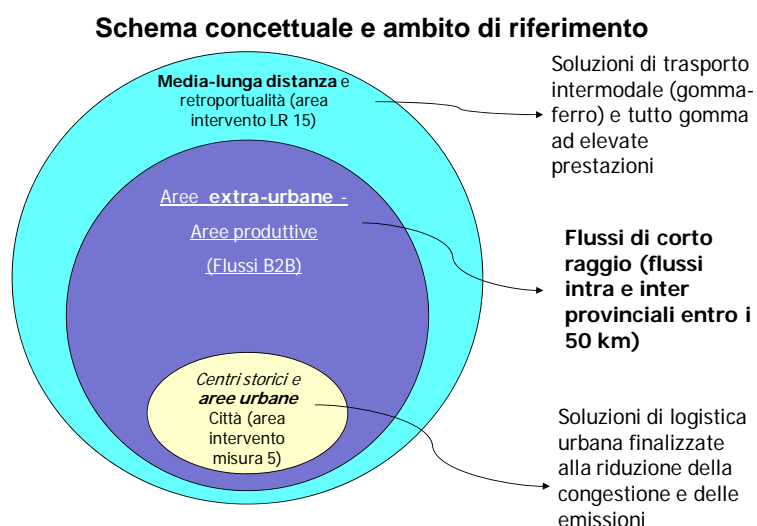 Schema concettuale e ambito di riferimento
Media-lunga distanza e
retroportualità (area
intervento LR 15)
Soluzioni di trasporto
intermodale (gomma-
ferro) e tutto gomma
ad elevate
prestazioni
Aree extra-urbane -
Aree produttive
(Flussi B2B)
Flussi di corto
raggio (flussi
intra e inter
provinciali entro i
50 km)
Centri storici e
aree urbane
Città (area
intervento
misura 5)
Soluzioni di logistica
urbana finalizzate
alla riduzione della
congestione e delle
emissioni